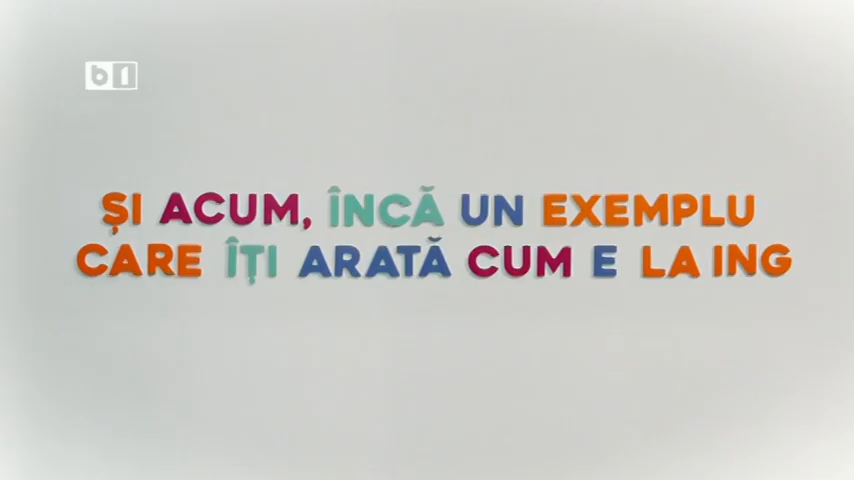 b1
ȘI ACUM, ÎNCĂ UN EXEMPLU
CARE ÎȚI ARATĂ CUM E LA ING